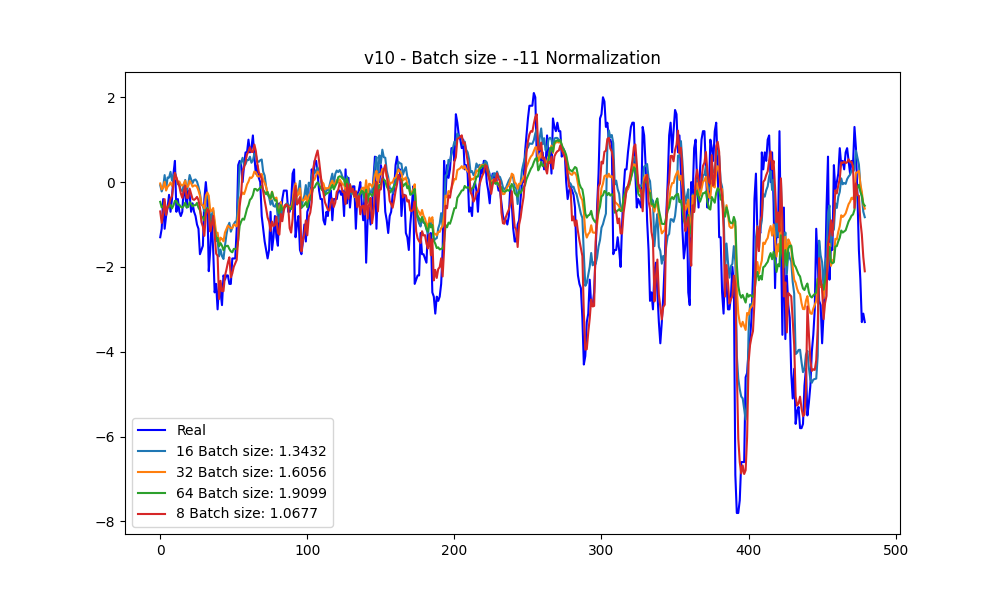 v10 - Batch size - -11 Normalization
2
0
−2
−4
−6
−8
Real
16 Batch size: 1.3432
32 Batch size: 1.6056
64 Batch size: 1.9099
8 Batch size: 1.0677
0 100 200 300 400 500